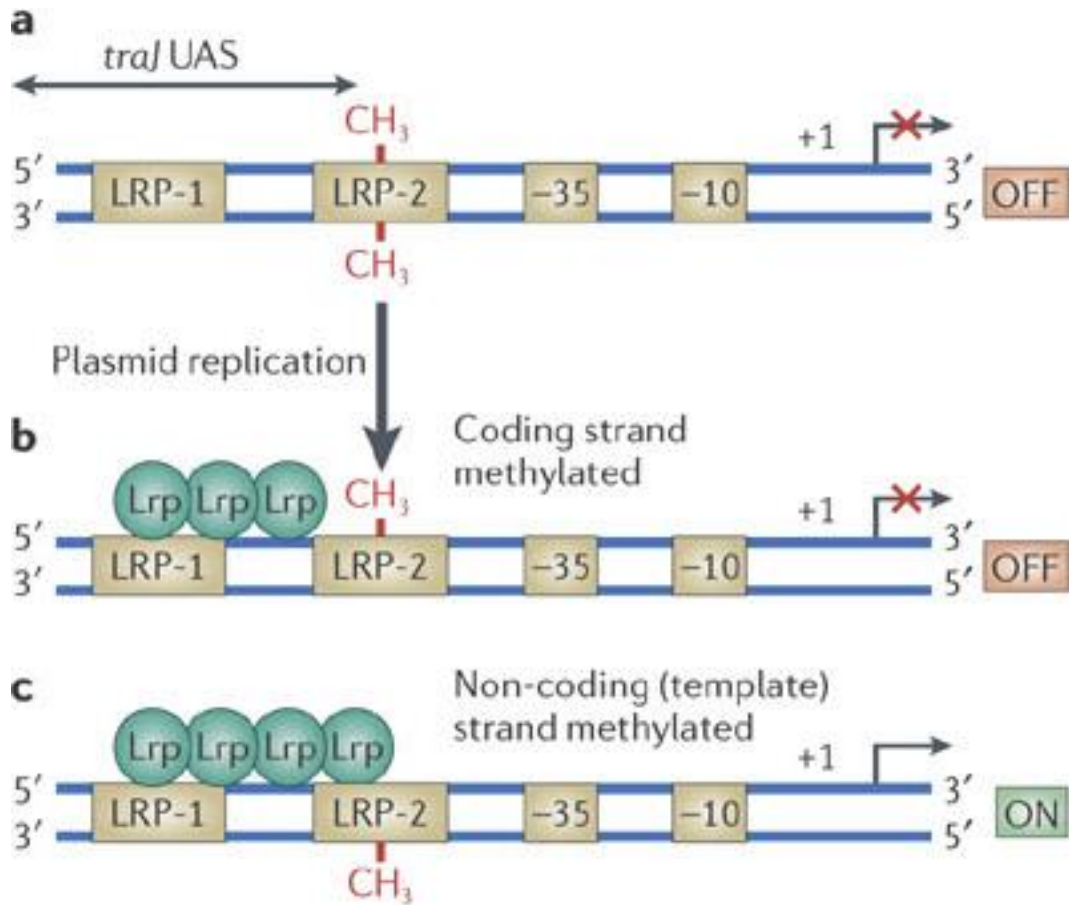 a
traJ UAS
CH3
+1
5′ LRP-1 LRP-2 −35 −10 3′
3′ 5′ OFF
CH3
Plasmid replication
b
Coding strand
methylated
Lrp Lrp Lrp CH3
+1
5′ LRP-1 LRP-2 −35 −10 3′
3′ 5′ OFF
c
Non-coding (template)
strand methylated
Lrp Lrp Lrp Lrp
+1
5′ LRP-1 LRP-2 −35 −10 3′
3′ 5′ ON
CH3